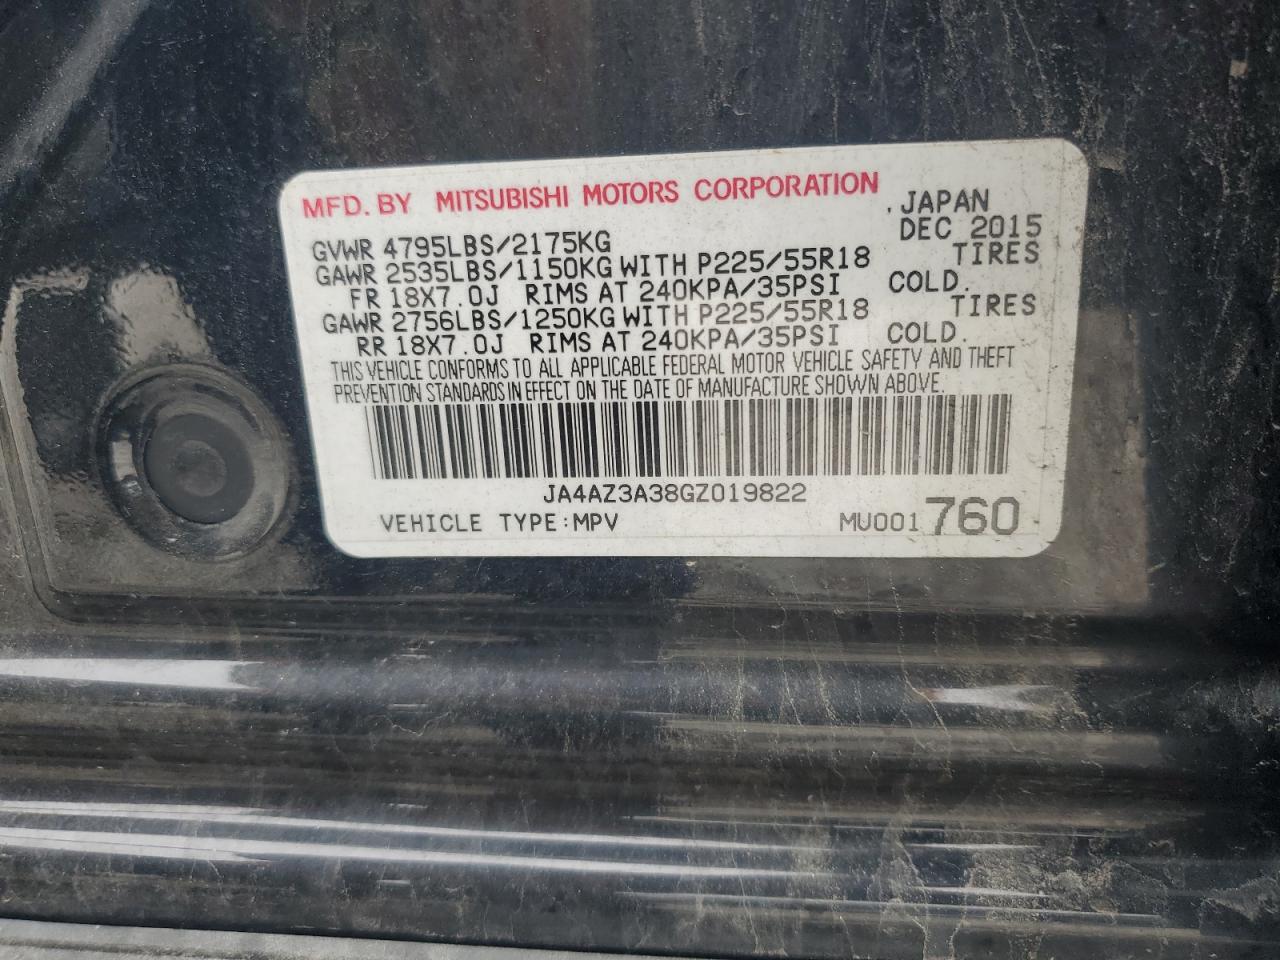 MFD. BY MITSUBISHI MOTORS CORPORATION
JAPAN
DEC 2015
GVWR 4795LBS/2175KG
GAWR 2535LBS/1150KG WITH P225/55R18 TIRES
FR 18X7.0J RIMS AT 240KPA/35PSI COLD.
GAWR 2756LBS/1250KG WITH P225/55R18 TIRES
RR 18X7.0J RIMS AT 240KPA/35PSI COLD.
THIS VEHICLE CONFORMS TO ALL APPLICABLE FEDERAL MOTOR VEHICLE SAFETY AND THEFT
PREVENTION STANDARDS IN EFFECT ON THE DATE OF MANUFACTURE SHOWN ABOVE.
JA4AZ3A38GZ019822
VEHICLE TYPE:MPV MU001 760